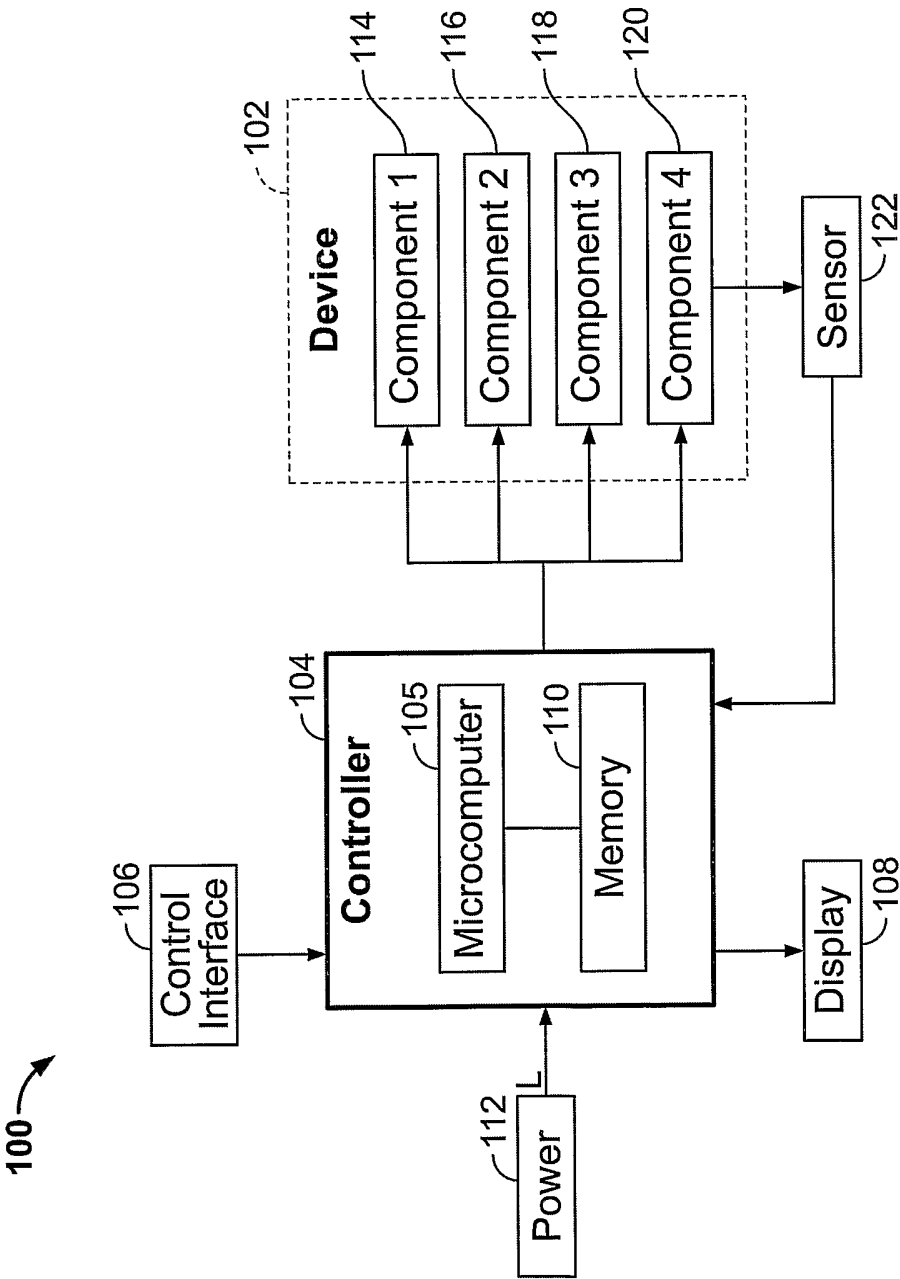 100
106
Control
Interface
112
Power
L
104
Controller
105
Microcomputer
110
Memory
Display
108
102
Device
Component 1
114
Component 2
116
Component 3
118
Component 4
120
Sensor
122